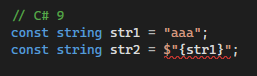 // C# 9
const string str1 = "aaa";
const string str2 = $"{str1}";